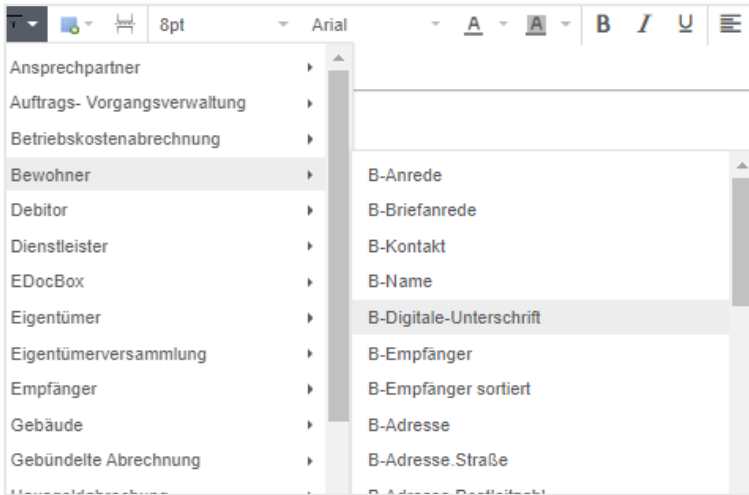 8pt Arial A A B I U
Ansprechpartner
Auftrags- Vorgangsverwaltung
Betriebskostenabrechnung
Bewohner
Debitor
Dienstleister
EDocBox
Eigentümer
Eigentümerversammlung
Empfänger
Gebäude
Gebündelte Abrechnung
B-Anrede
B-Briefanrede
B-Kontakt
B-Name
B-Digitale-Unterschrift
B-Empfänger
B-Empfänger sortiert
B-Adresse
B-Adresse.Straße